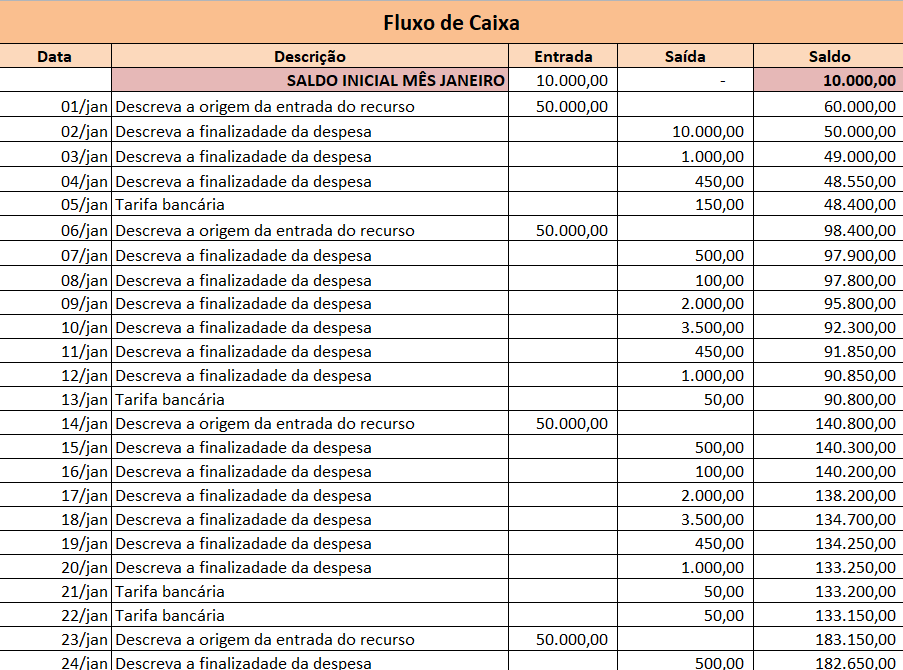 Fluxo de Caixa
Data Descrição Entrada Saída Saldo
SALDO INICIAL MÊS JANEIRO 10.000,00 - 10.000,00
01/jan Descreva a origem da entrada do recurso 50.000,00 60.000,00
02/jan Descreva a finalizadade da despesa 10.000,00 50.000,00
03/jan Descreva a finalizadade da despesa 1.000,00 49.000,00
04/jan Descreva a finalizadade da despesa 450,00 48.550,00
05/jan Tarifa bancária 150,00 48.400,00
06/jan Descreva a origem da entrada do recurso 50.000,00 98.400,00
07/jan Descreva a finalizadade da despesa 500,00 97.900,00
08/jan Descreva a finalizadade da despesa 100,00 97.800,00
09/jan Descreva a finalizadade da despesa 2.000,00 95.800,00
10/jan Descreva a finalizadade da despesa 3.500,00 92.300,00
11/jan Descreva a finalizadade da despesa 450,00 91.850,00
12/jan Descreva a finalizadade da despesa 1.000,00 90.850,00
13/jan Tarifa bancária 50,00 90.800,00
14/jan Descreva a origem da entrada do recurso 50.000,00 140.800,00
15/jan Descreva a finalizadade da despesa 500,00 140.300,00
16/jan Descreva a finalizadade da despesa 100,00 140.200,00
17/jan Descreva a finalizadade da despesa 2.000,00 138.200,00
18/jan Descreva a finalizadade da despesa 3.500,00 134.700,00
19/jan Descreva a finalizadade da despesa 450,00 134.250,00
20/jan Descreva a finalizadade da despesa 1.000,00 133.250,00
21/jan Tarifa bancária 50,00 133.200,00
22/jan Tarifa bancária 50,00 133.150,00
23/jan Descreva a origem da entrada do recurso 50.000,00 183.150,00
24/jan Descreva a finalizadade da despesa 500,00 182.650,00